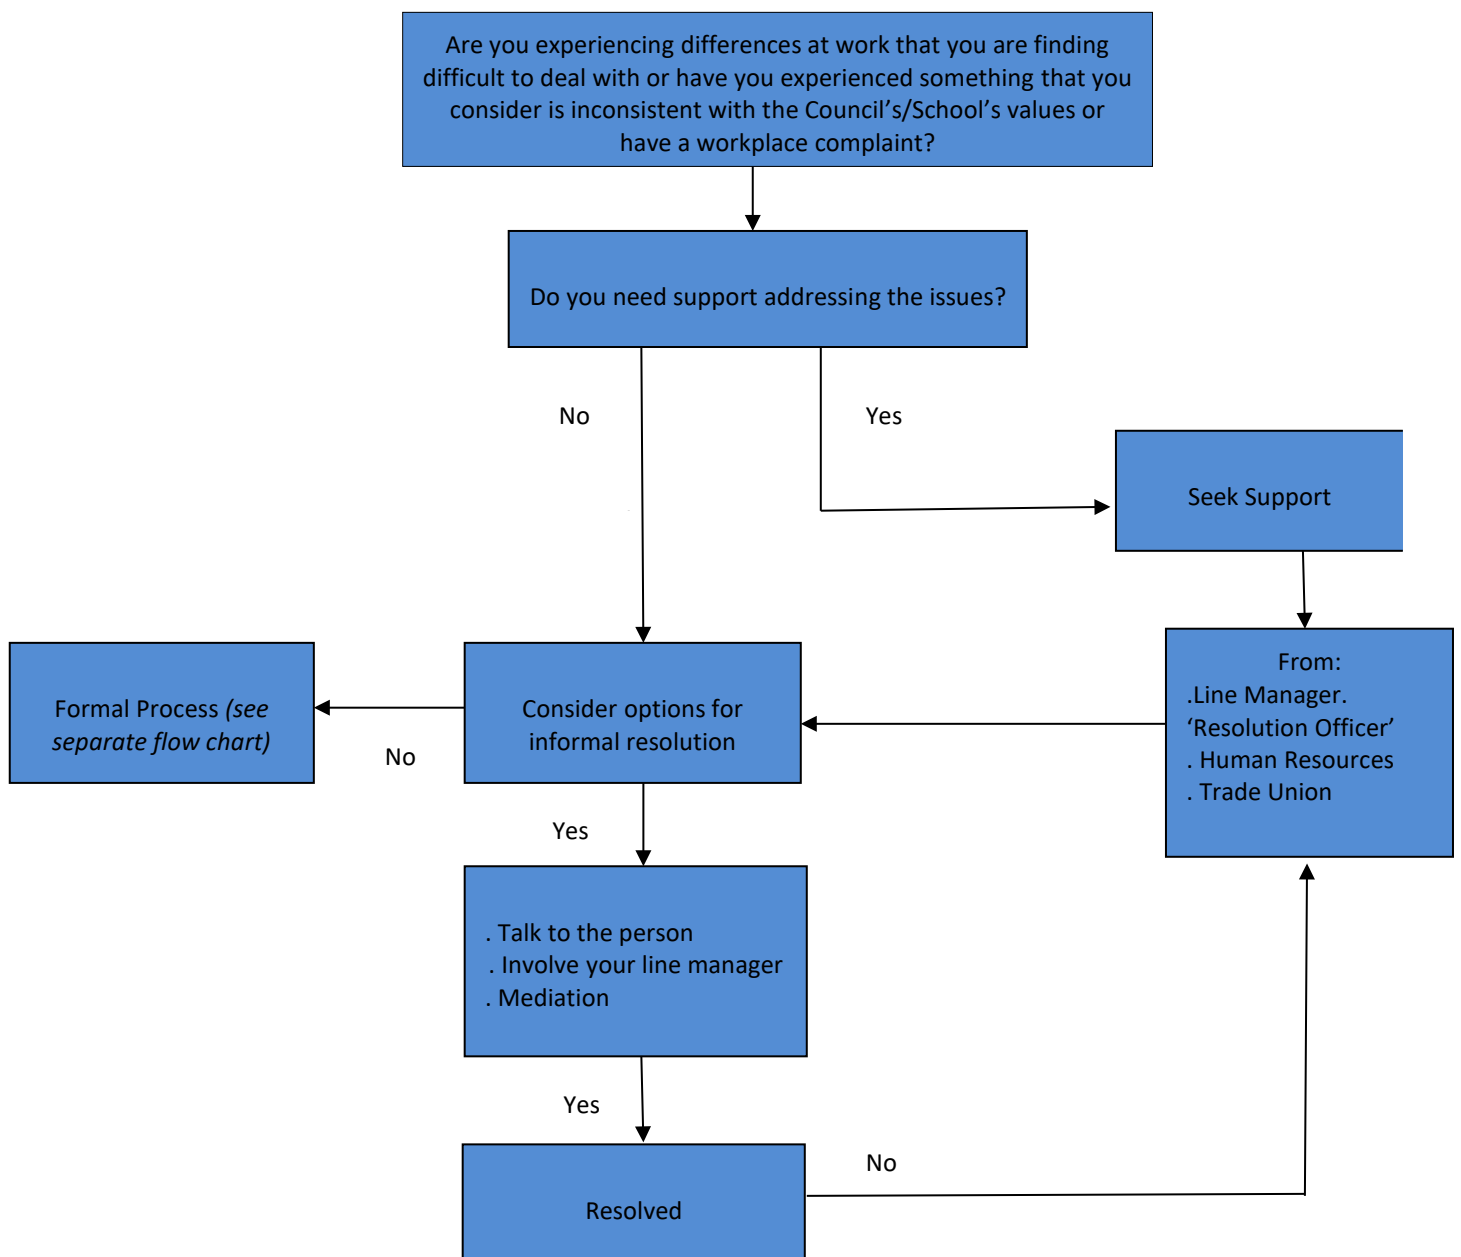 Are you experiencing differences at work that you are finding
difficult to deal with or have you experienced something that you
consider is inconsistent with the Council’s/School’s values or
have a workplace complaint?
Do you need support addressing the issues?
No
Yes
Seek Support
From:
.Line Manager.
‘Resolution Officer’
. Human Resources
. Trade Union
Consider options for
informal resolution
No
Formal Process (see
separate flow chart)
Yes
. Talk to the person
. Involve your line manager
. Mediation
Yes
Resolved
No